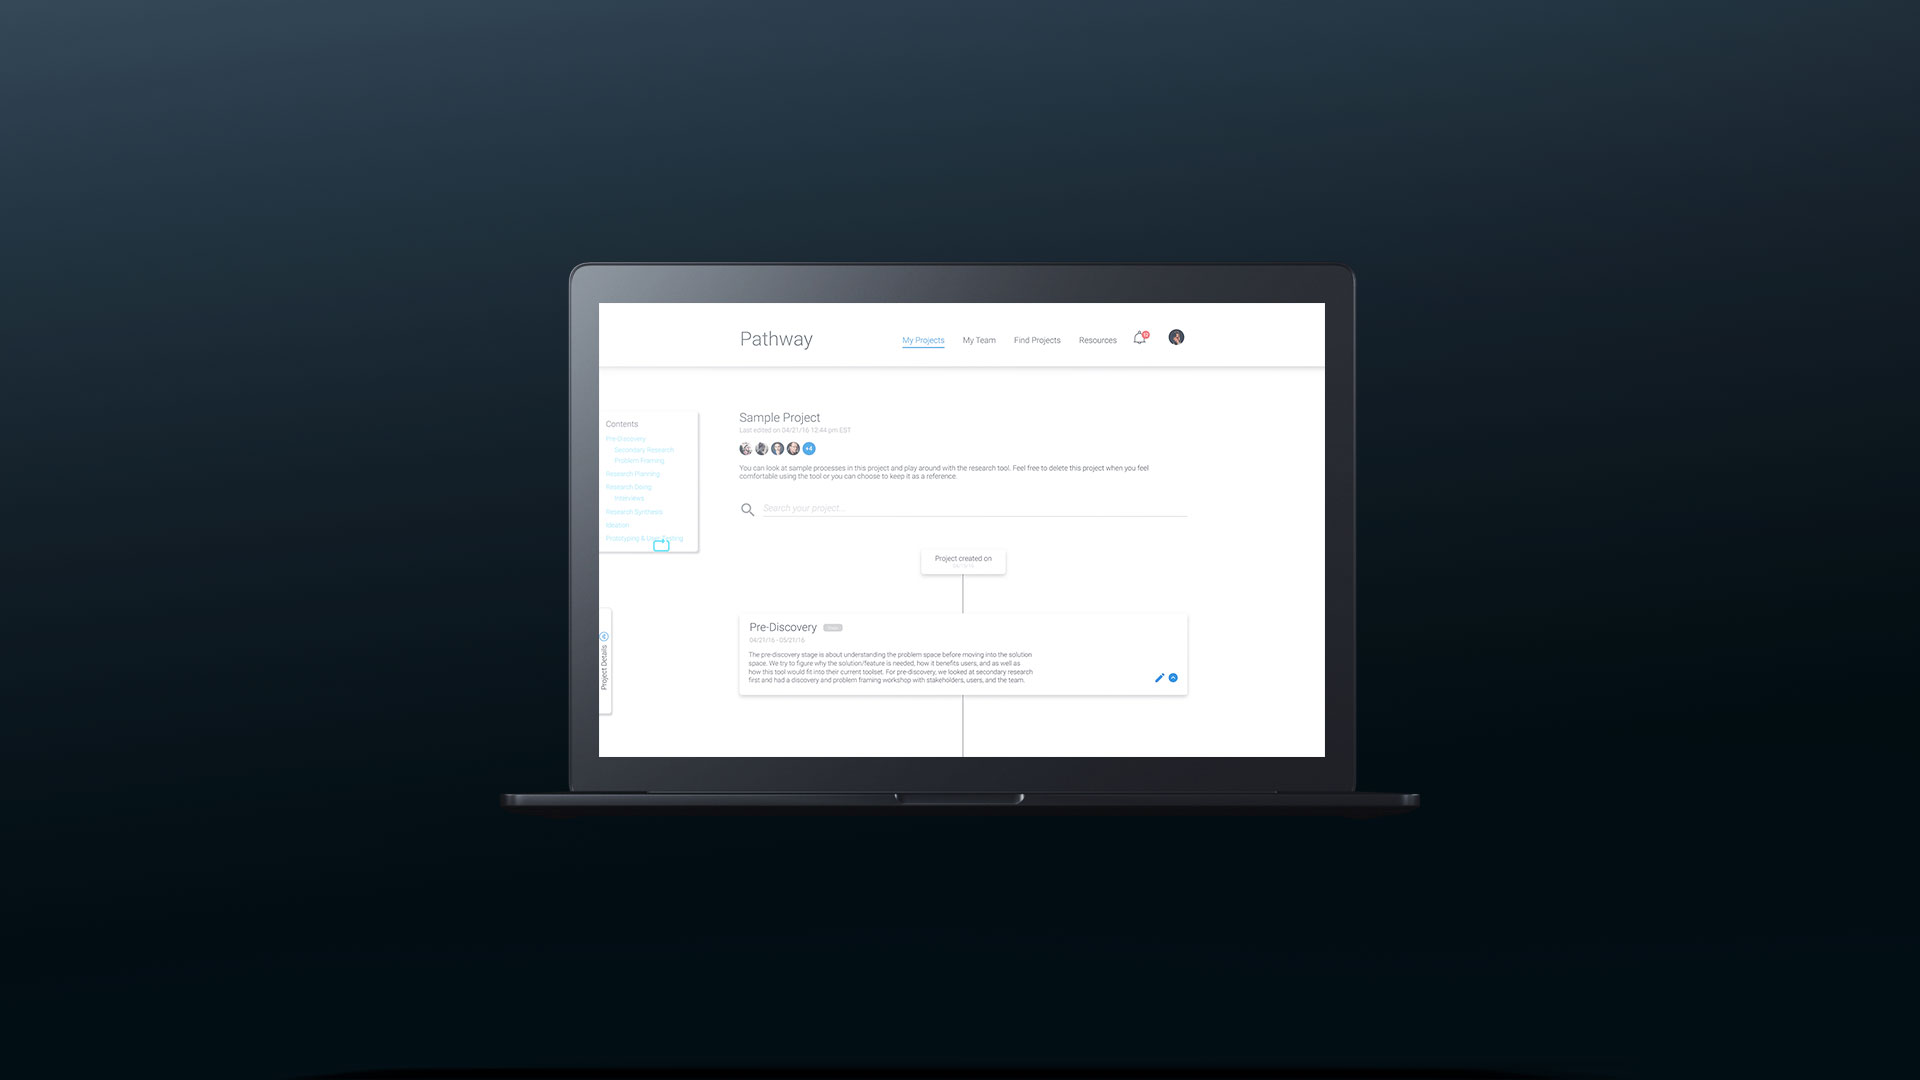 Pathway
My Projects
My Team
Find Projects
Resources
Contents
Pre-Discovery
Secondary Research
Problem Framing
Research Planning
Research Doing
Interviews
Research Synthesis
Ideation
Prototyping & User Testing
Project Details
Sample Project
Last edited on 04/21/16 12:44 pm EST
+4
You can look at sample processes in this project and play around with the research tool. Feel free to delete this project when you feel
comfortable using the tool or you can choose to keep it as a reference.
Search your project...
Project created on
Pre-Discovery
04/21/16 - 05/21/16
The pre-discovery stage is about understanding the problem space before moving into the solution
space. We try to figure why the solution/feature is needed, how it benefits users, and as well as
how this tool would fit into their current toolset. For pre-discovery, we looked at secondary research
first and had a discovery and problem framing workshop with stakeholders, users, and the team.